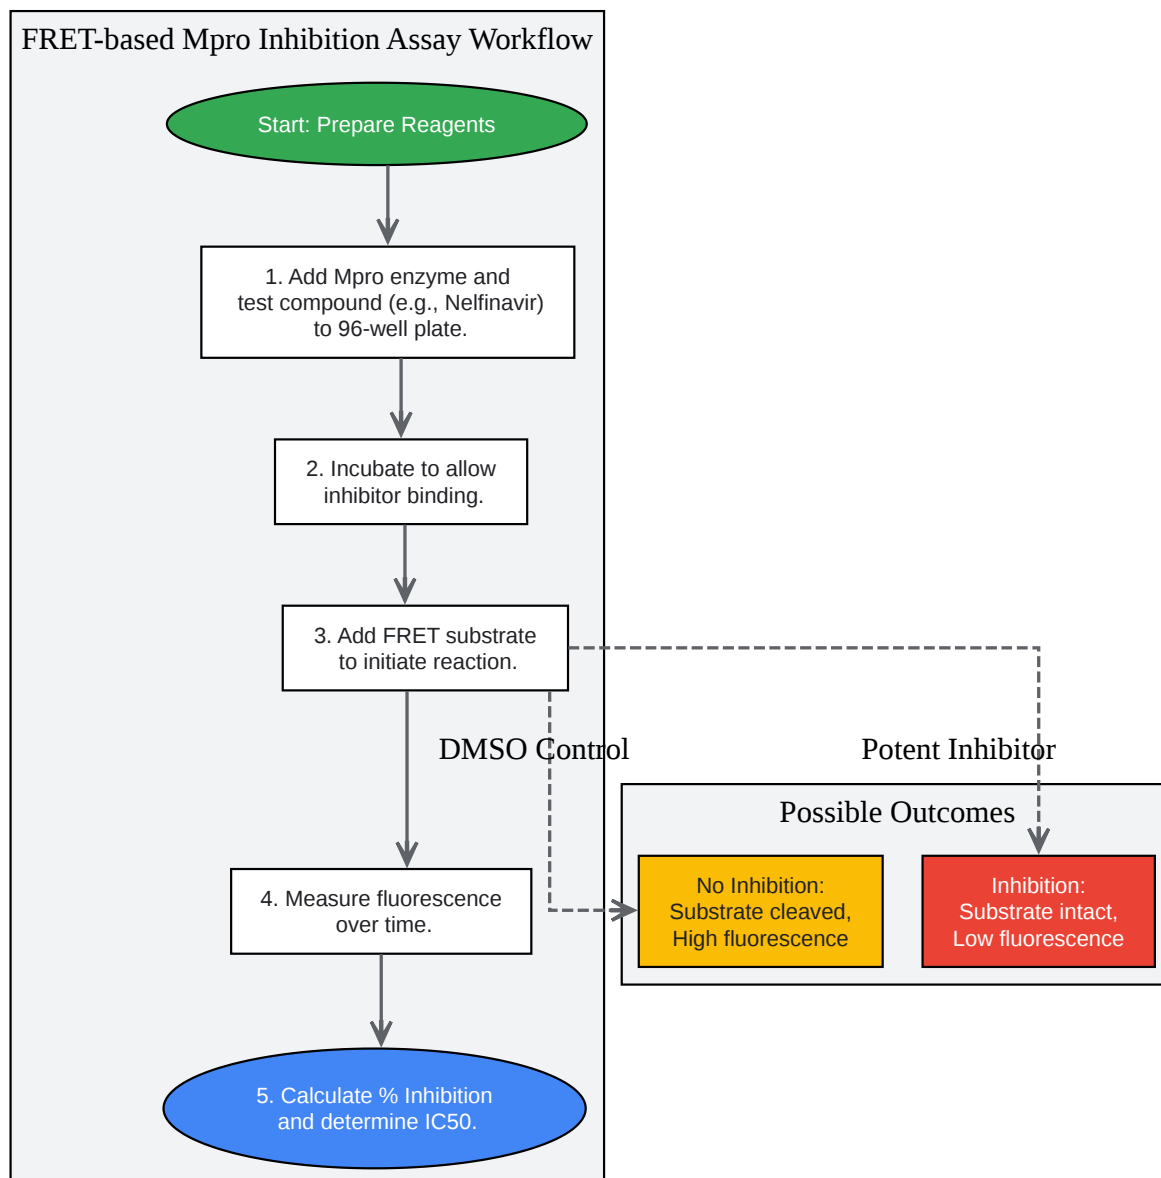 FRET-based Mpro Inhibition Assay Workflow
Start: Prepare Reagents
1. Add Mpro enzyme and
test compound (e.g., Nelfinavir)
to 96-well plate.
2. Incubate to allow
inhibitor binding.
3. Add FRET substrate
to initiate reaction.
DMSO Control
Potent Inhibitor
Possible Outcomes
No Inhibition:
Substrate cleaved,
High fluorescence
Inhibition:
Substrate intact,
Low fluorescence
4. Measure fluorescence
over time.
5. Calculate % Inhibition
and determine IC50.